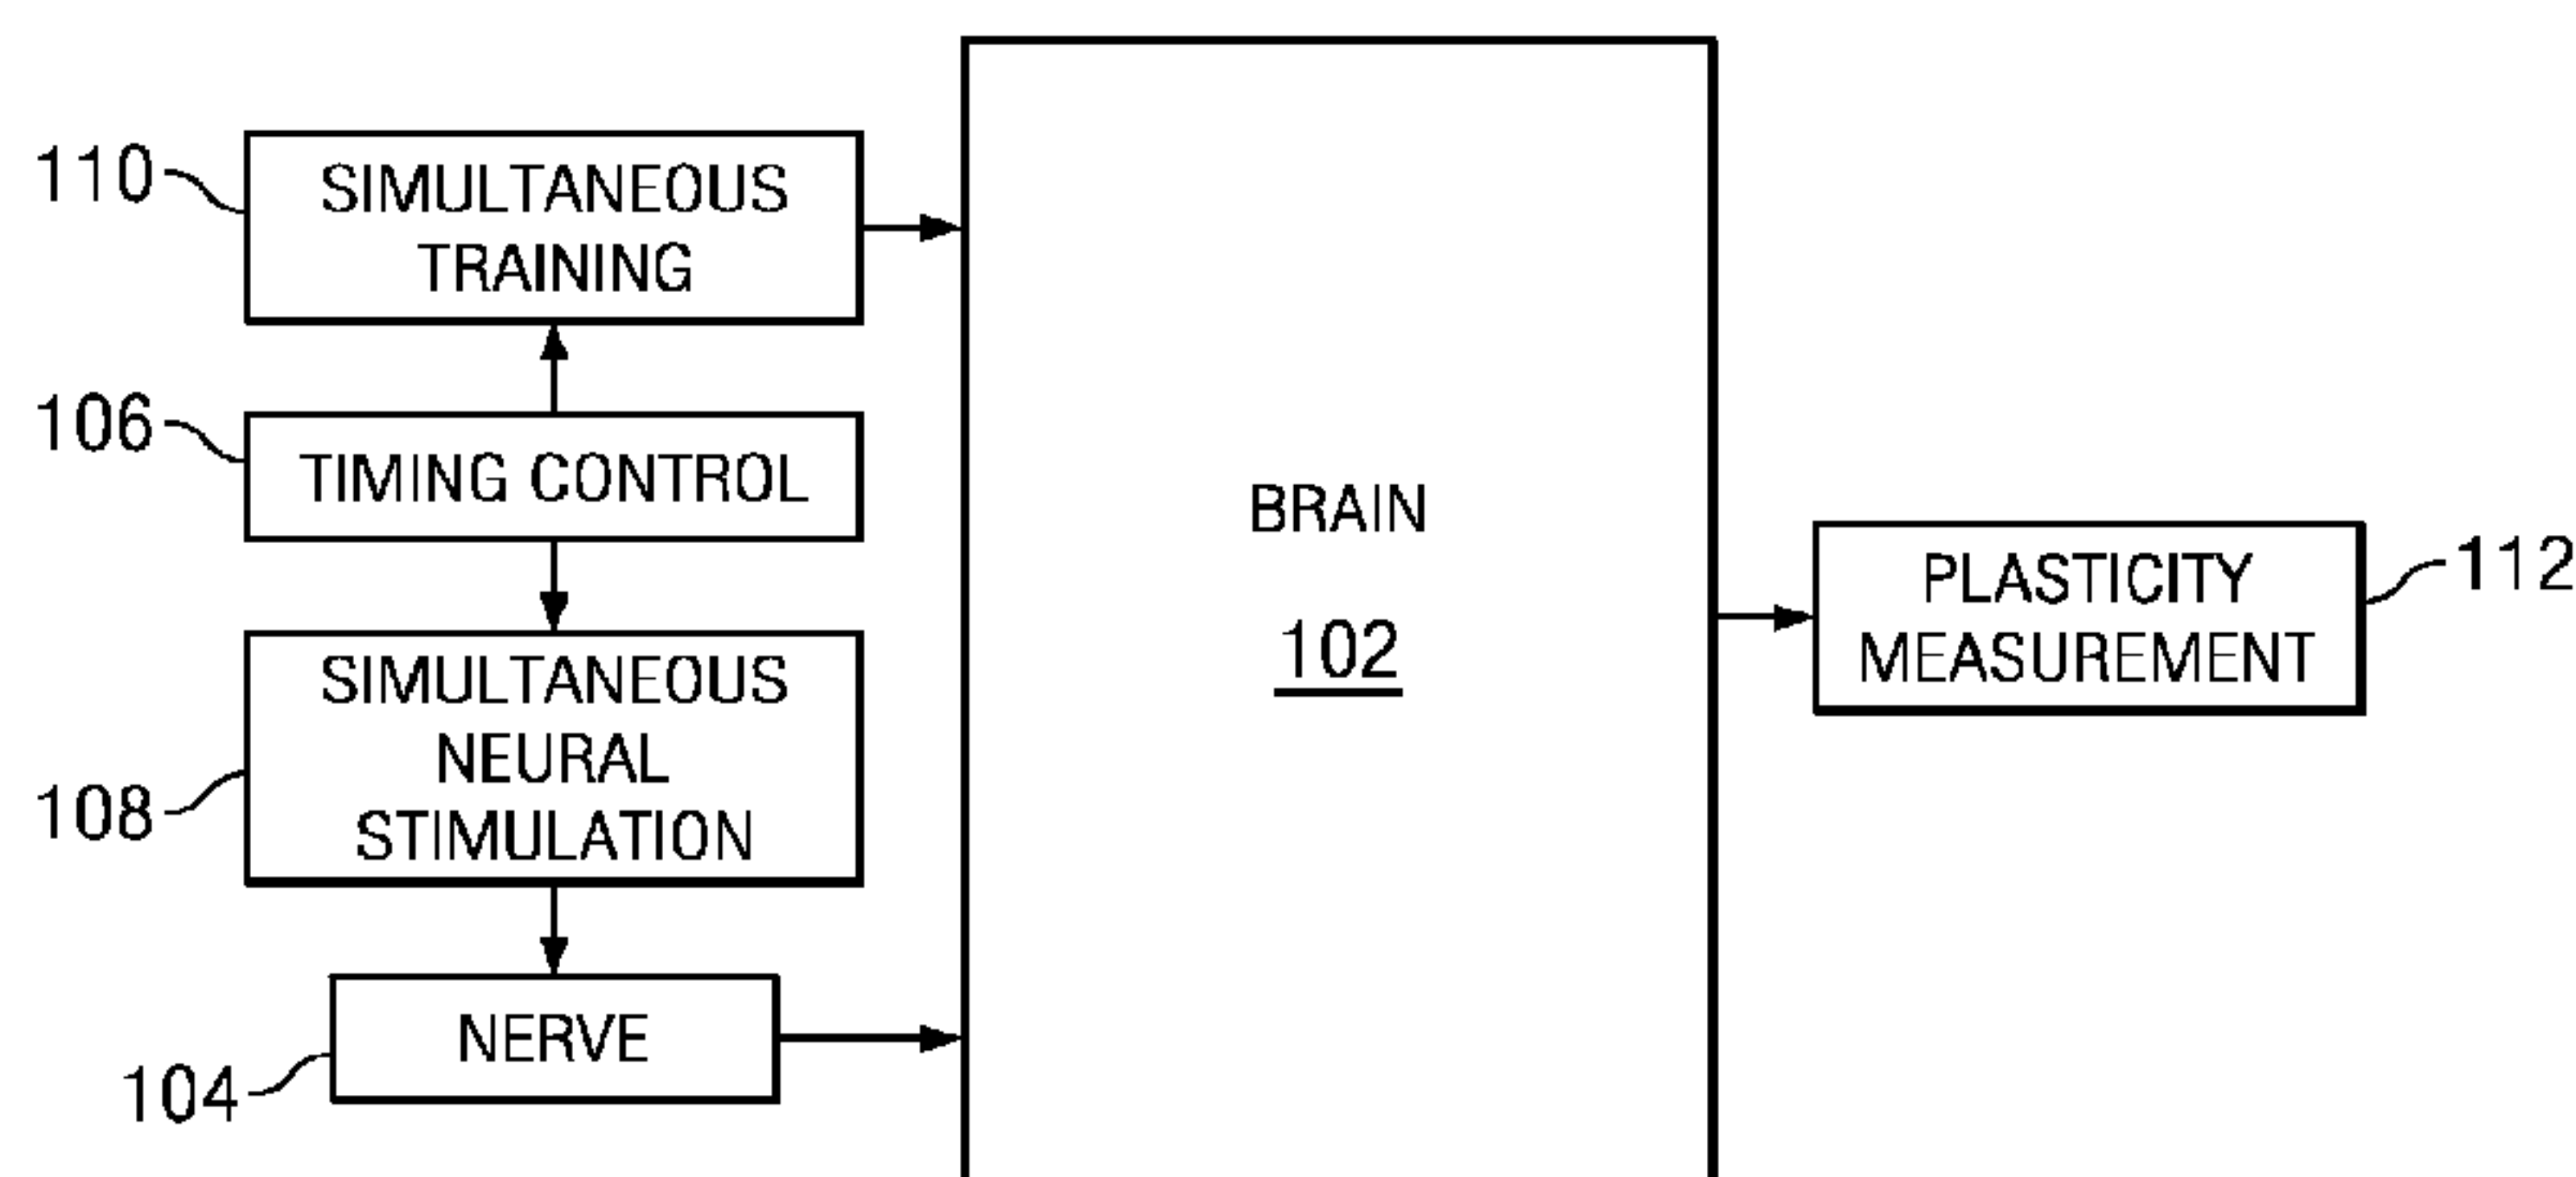 110
SIMULTANEOUS
TRAINING
106
TIMING CONTROL
108
SIMULTANEOUS
NEURAL
STIMULATION
104
NERVE
BRAIN
102
PLASTICITY
MEASUREMENT
112